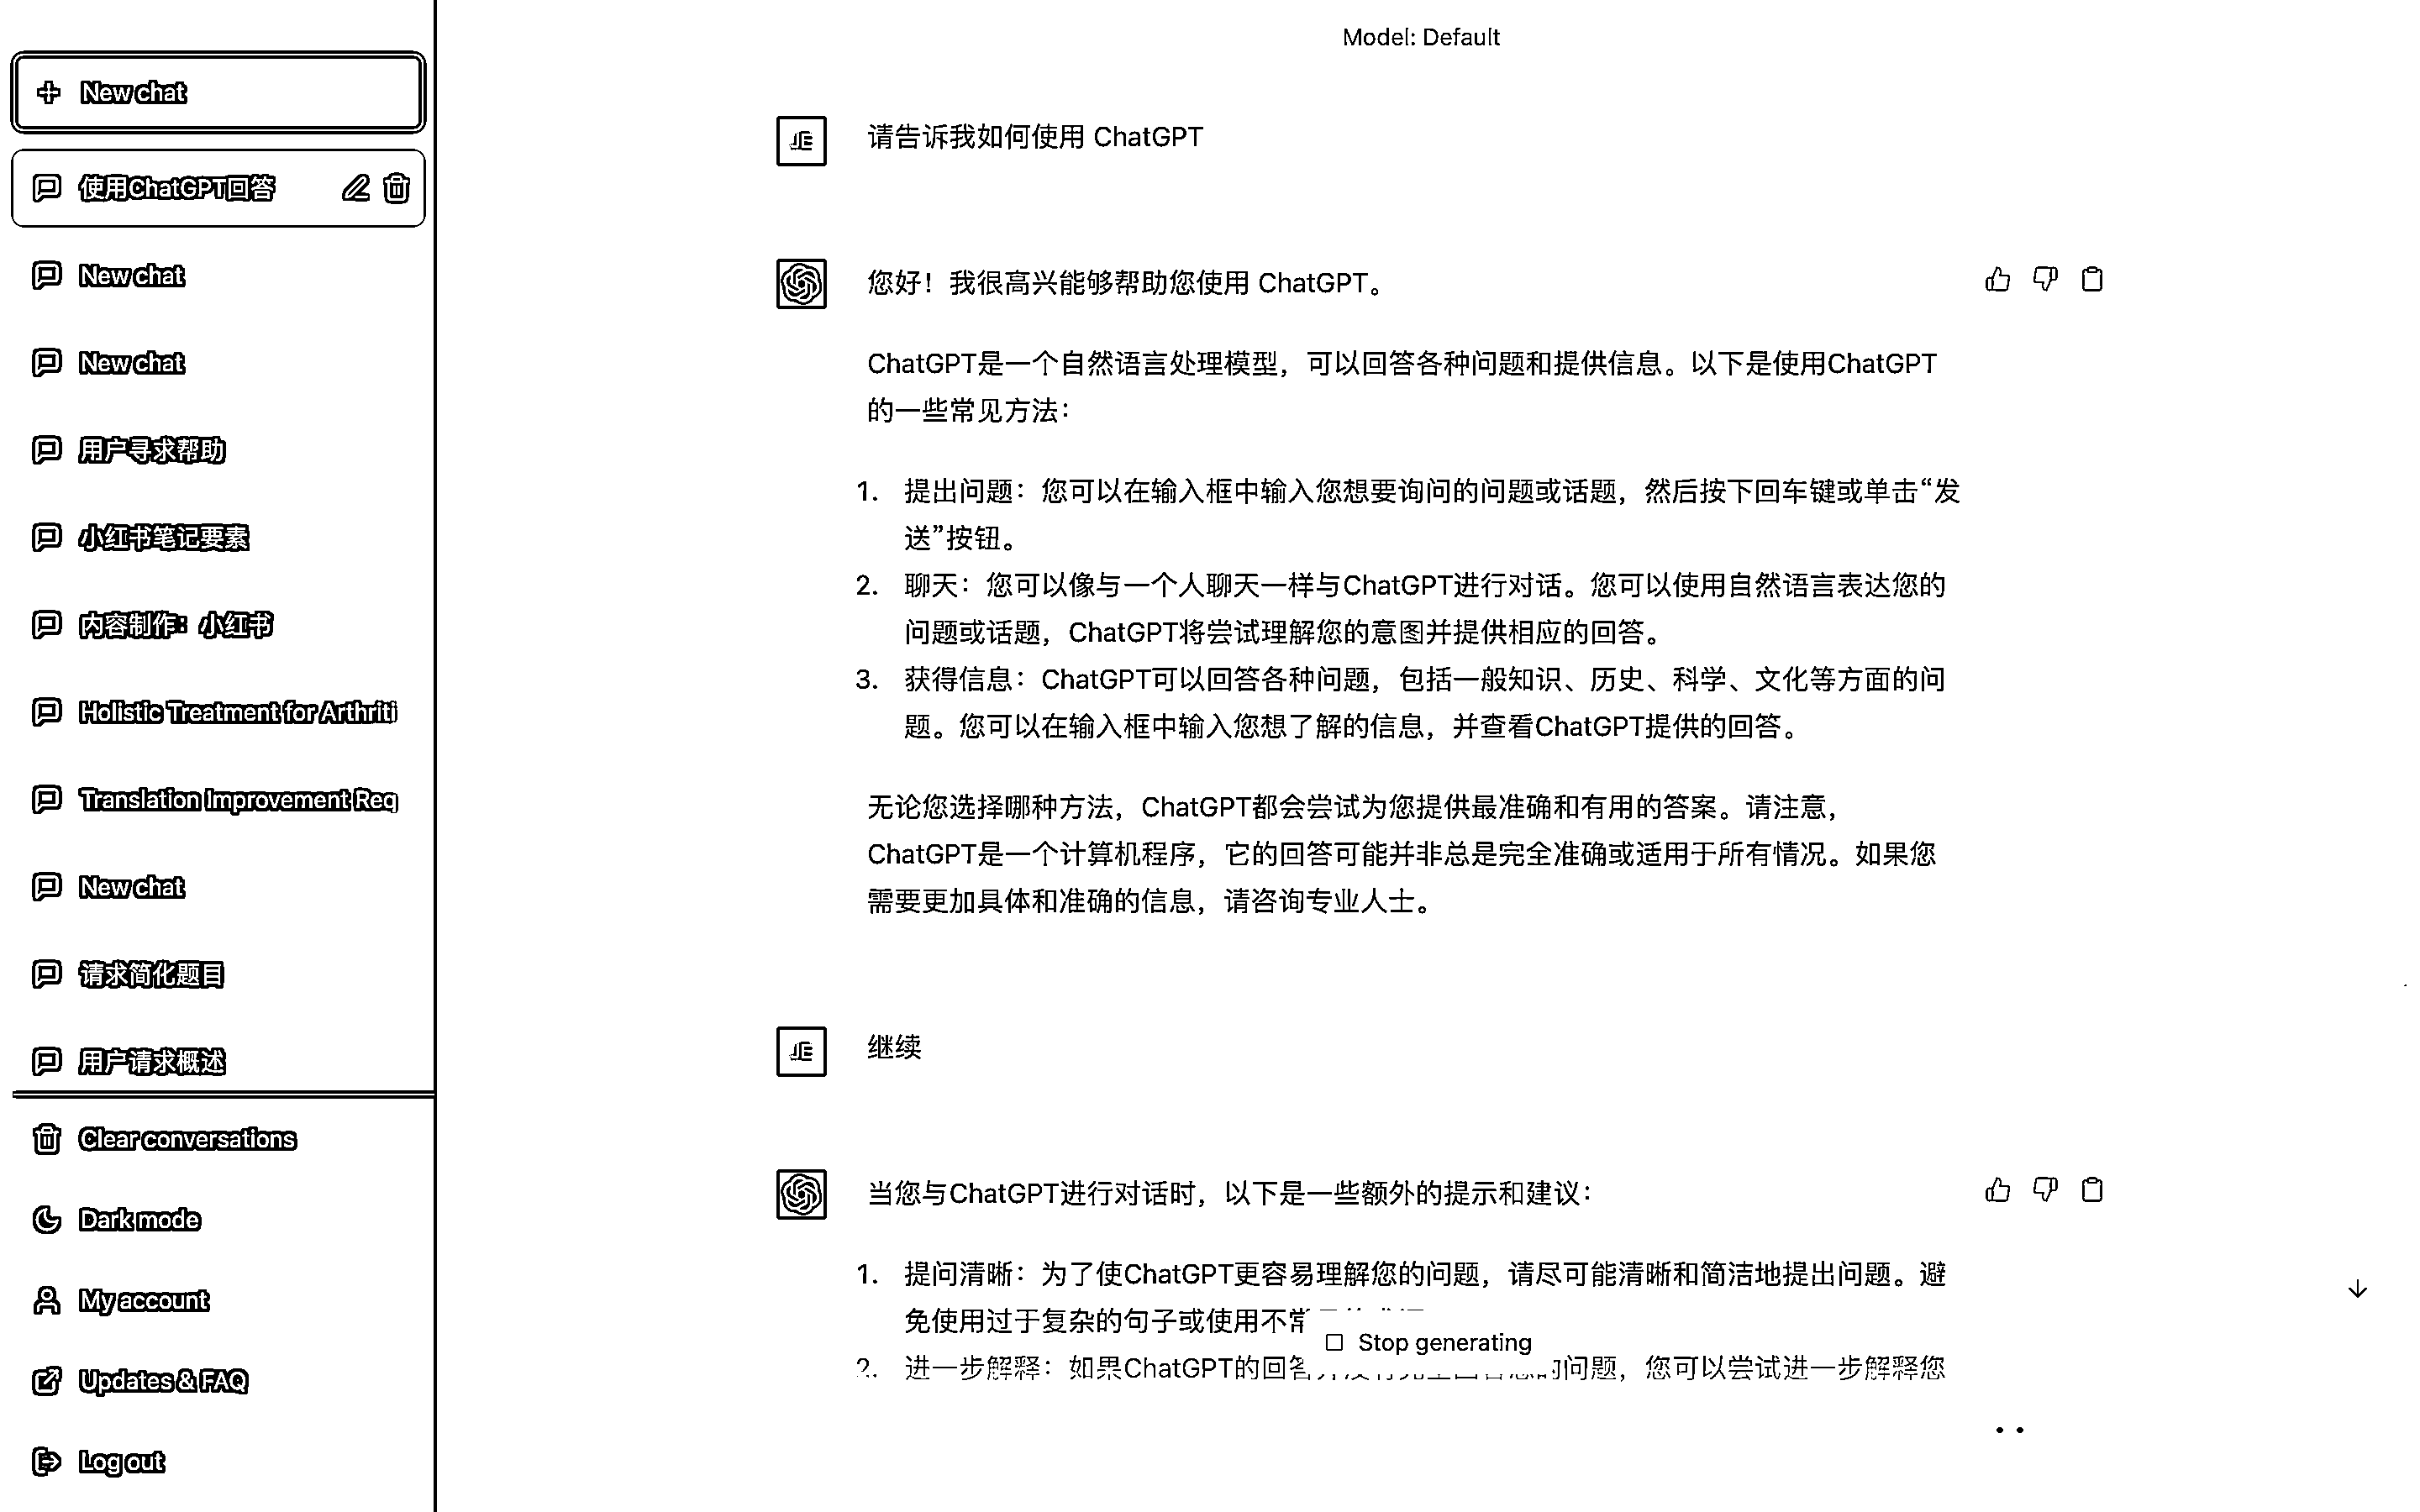 New chat
使用ChatGPT回答
New chat
New chat
用户寻求帮助
小红书笔记要素
内容制作：小红书
Holistic Treatment for Arthriti
Translation Improvement Req
New chat
请求简化题目
用户请求概述
Clear conversations
Dark mode
My account
Updates & FAQ
Log out
Model: Default
JE
请告诉我如何使用 ChatGPT
您好！我很高兴能够帮助您使用 ChatGPT。
ChatGPT是一个自然语言处理模型，可以回答各种问题和提供信息。以下是使用ChatGPT
的一些常见方法：
1. 提出问题：您可以在输入框中输入您想要询问的问题或话题，然后按下回车键或单击“发
送”按钮。
2. 聊天：您可以像与一个人聊天一样与ChatGPT进行对话。您可以使用自然语言表达您的
问题或话题，ChatGPT将尝试理解您的意图并提供相应的回答。
3. 获得信息：ChatGPT可以回答各种问题，包括一般知识、历史、科学、文化等方面的问
题。您可以在输入框中输入您想了解的信息，并查看ChatGPT提供的回答。
无论您选择哪种方法，ChatGPT都会尝试为您提供最准确和有用的答案。请注意，
ChatGPT是一个计算机程序，它的回答可能并非总是完全准确或适用于所有情况。如果您
需要更加具体和准确的信息，请咨询专业人士。
JE
继续
当您与ChatGPT进行对话时，以下是一些额外的提示和建议：
1. 提问清晰：为了使ChatGPT更容易理解您的问题，请尽可能清晰和简洁地提出问题。避
免使用过于复杂的句子或使用不常
Stop generating
2. 进一步解释：如果ChatGPT的回答 问题，您可以尝试进一步解释您